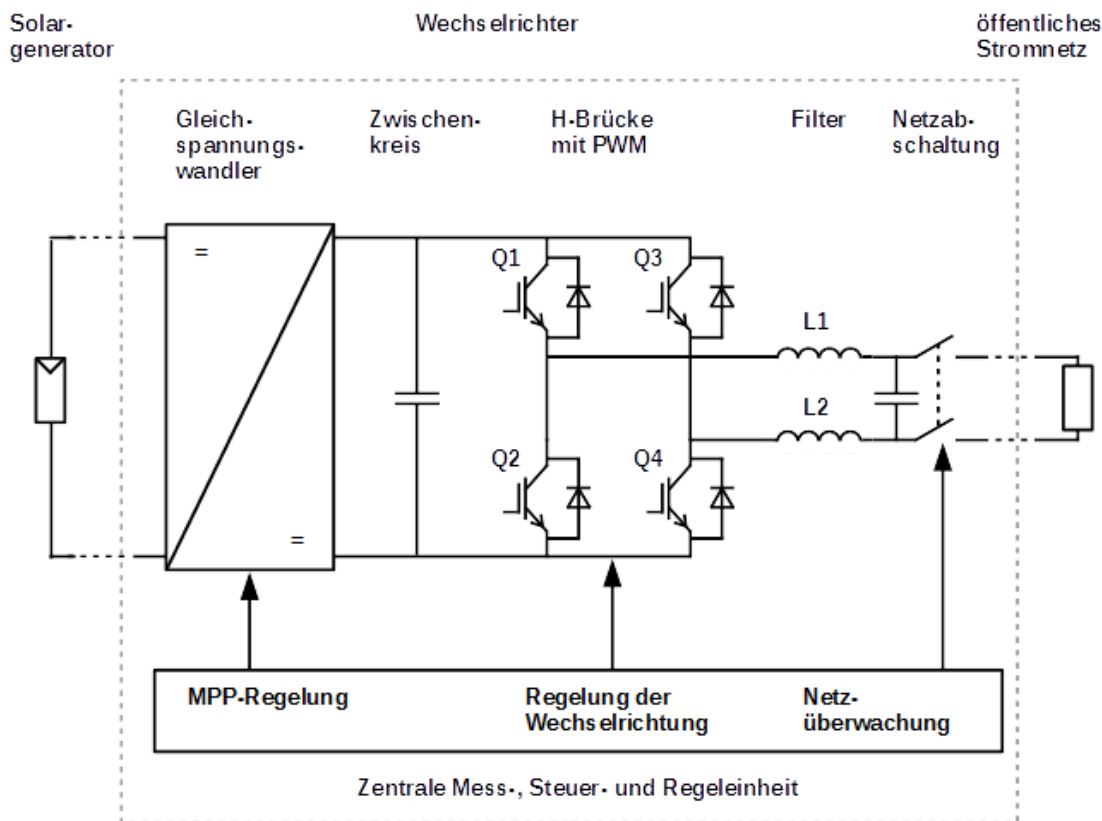 Solar-
generator
Wechselrichter
öffentliches
Stromnetz
Gleich-
spannungs-
wandler
Zwischen-
kreis
H-Brücke
mit PWM
Filter
Netzab-
schaltung
=
=
Q1
Q3
L1
L2
Q2
Q4
MPP-Regelung
Regelung der
Wechselrichtung
Netz-
überwachung
Zentrale Mess-, Steuer- und Regeleinheit